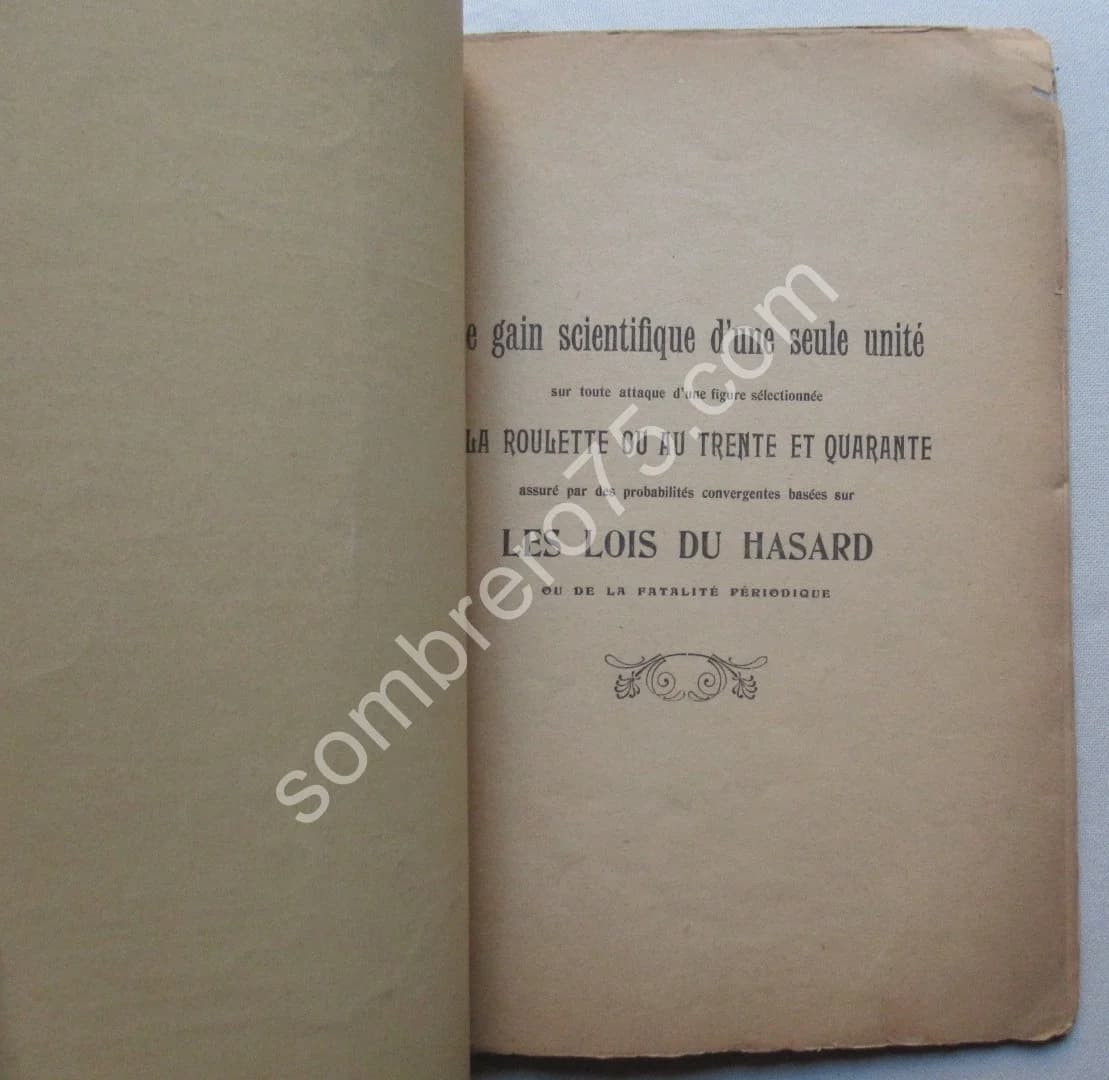 e gain scientifique d'une seule unité
sur toute attaque d'une figure sélectionnée
LA ROULETTE OU AU TRENTE ET QUARANTE
assuré par des probabilités convergentes basées sur
LES LOIS DU HASARD
OU DE LA FATALITÉ PÉRIODIQUE
sombrero75.com